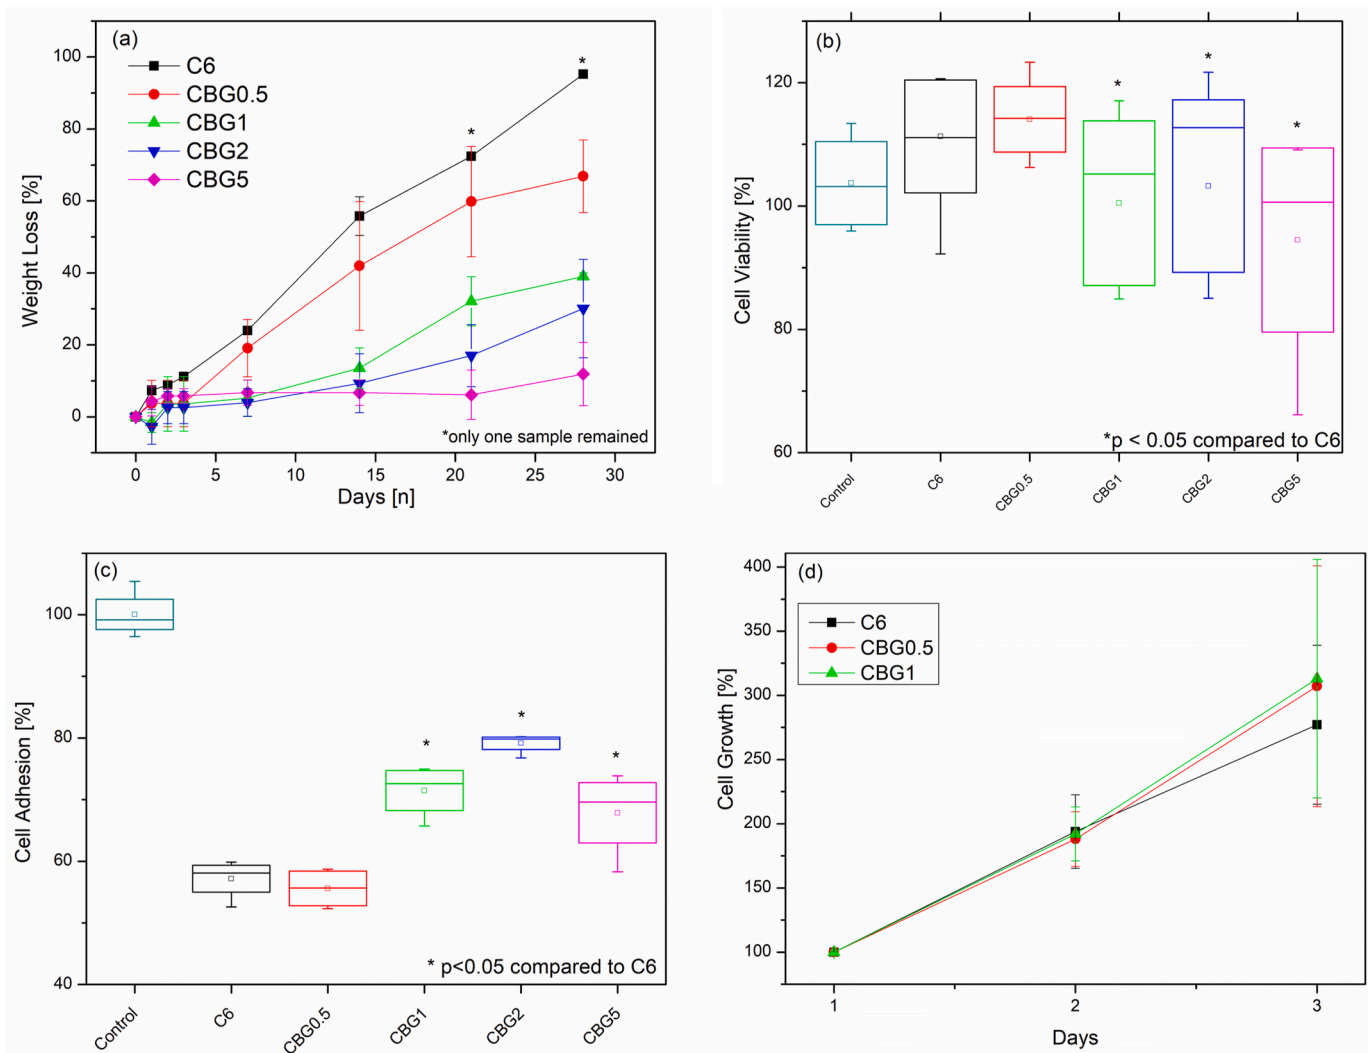 (a)
C6
CBG0.5
CBG1
CBG2
CBG5
*
*
100
80
60
40
20
0
Weight Loss [%]
*only one sample remained
0 5 10 15 20 25 30
Days [n]
(b)
*
*
*
120
100
80
60
Cell Viability [%]
*p < 0.05 compared to C6
Control C6 CBG0.5 CBG1 CBG2 CBG5
(c)
*
*
*
100
80
60
40
Cell Adhesion [%]
* p<0.05 compared to C6
Control C6 CBG0.5 CBG1 CBG2 CBG5
(d)
C6
CBG0.5
CBG1
400
350
300
250
200
150
100
Cell Growth [%]
1 2 3
Days